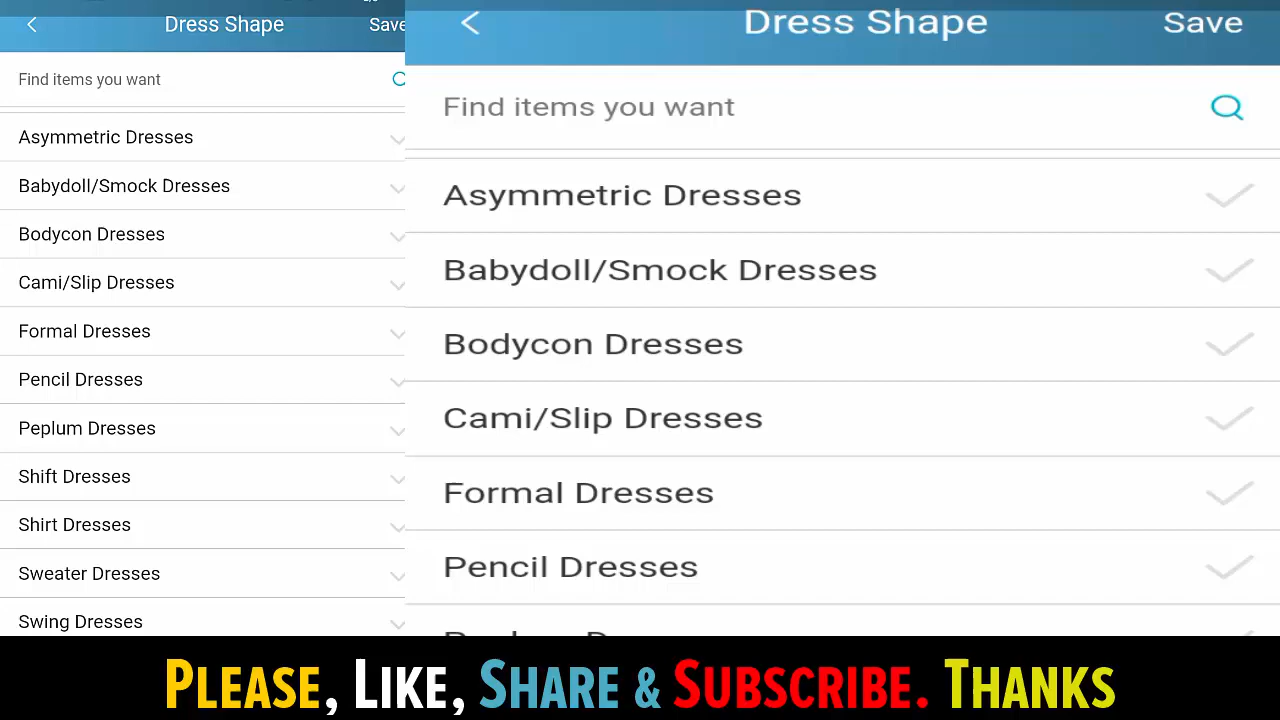 Dress Shape
Save
Find items you want
Asymmetric Dresses
Babydoll/Smock Dresses
Bodycon Dresses
Cami/Slip Dresses
Formal Dresses
Pencil Dresses
Peplum Dresses
Shift Dresses
Shirt Dresses
Sweater Dresses
Swing Dresses
Dress Shape
Save
Find items you want
Asymmetric Dresses
Babydoll/Smock Dresses
Bodycon Dresses
Cami/Slip Dresses
Formal Dresses
Pencil Dresses
Please, Like, Share & Subscribe. Thanks